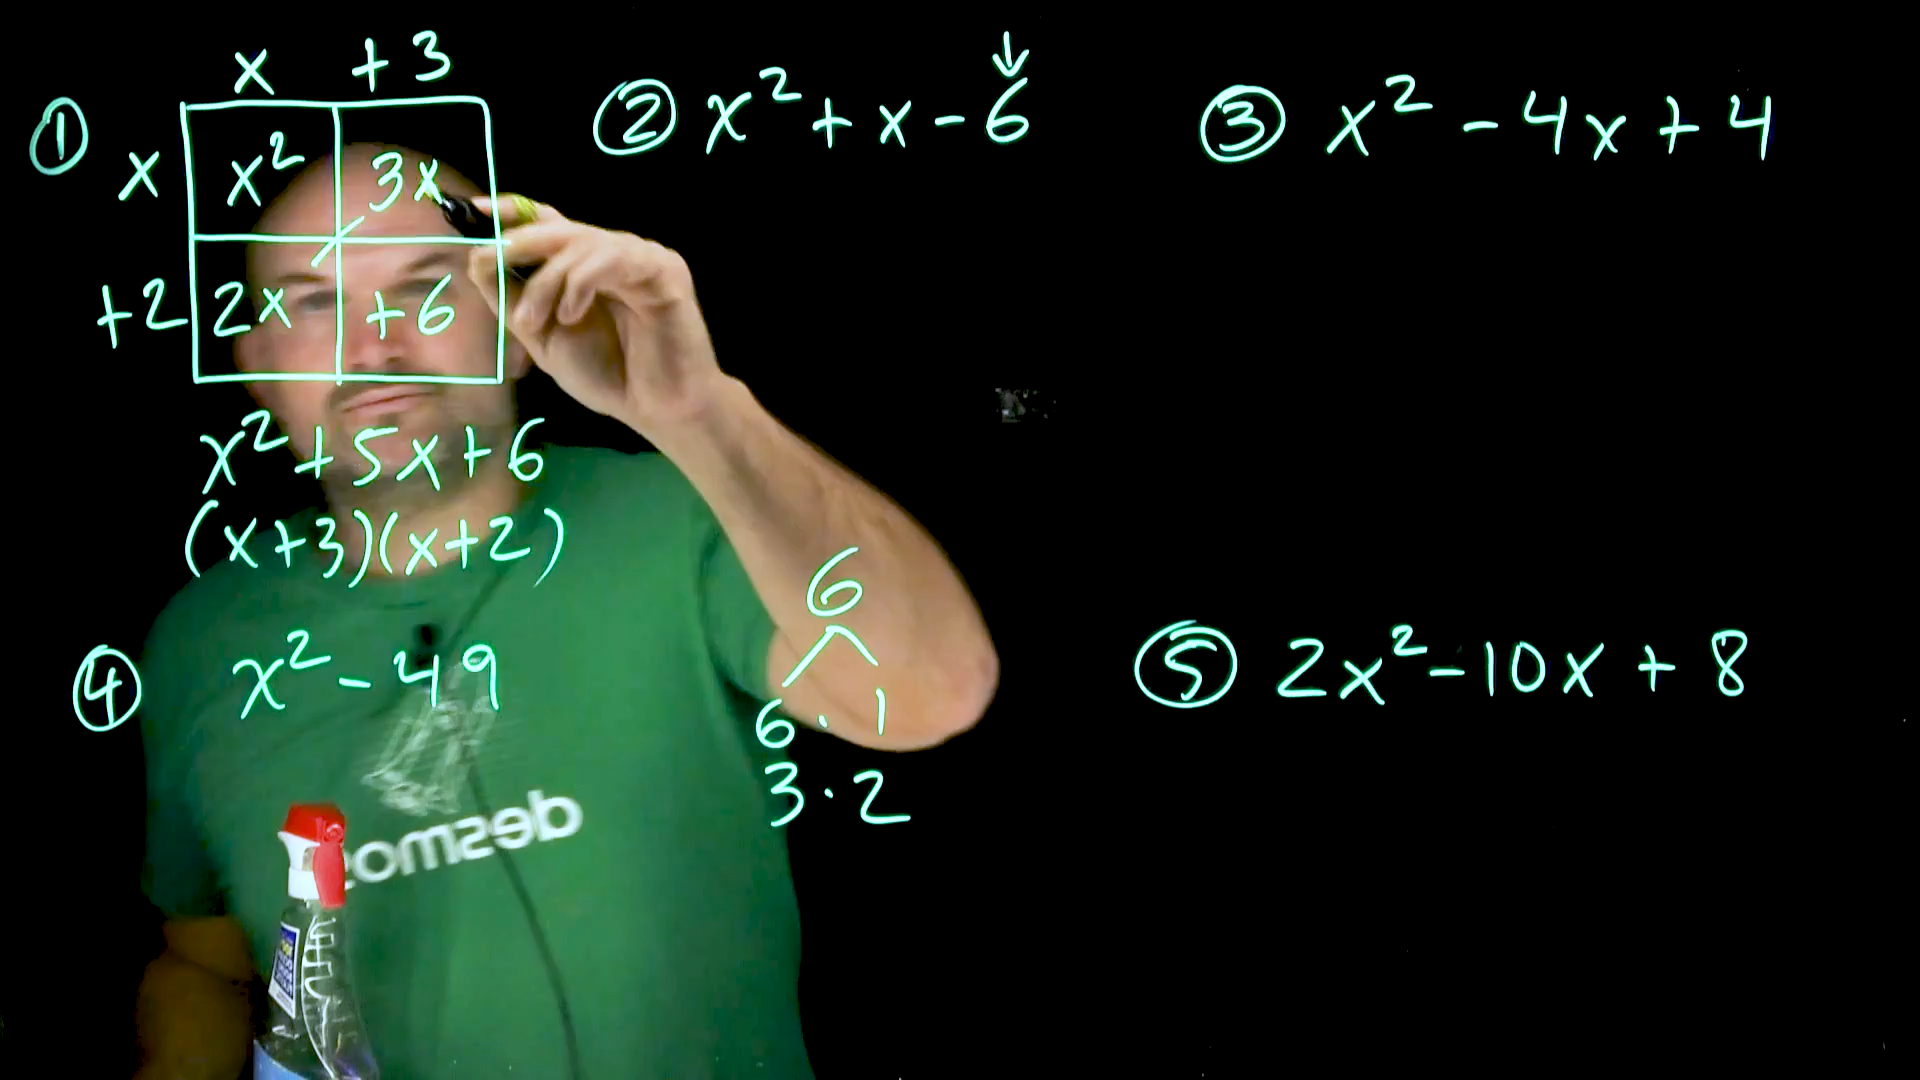 ① x + 3
x x² 3x
+2 2x +6
x² + 5x + 6
(x+3)(x+2)
② x² + x - 6
↓
③ x² - 4x + 4
④ x² - 49
6
6 · 1
3 · 2
⑤ 2x² - 10x + 8
desmos